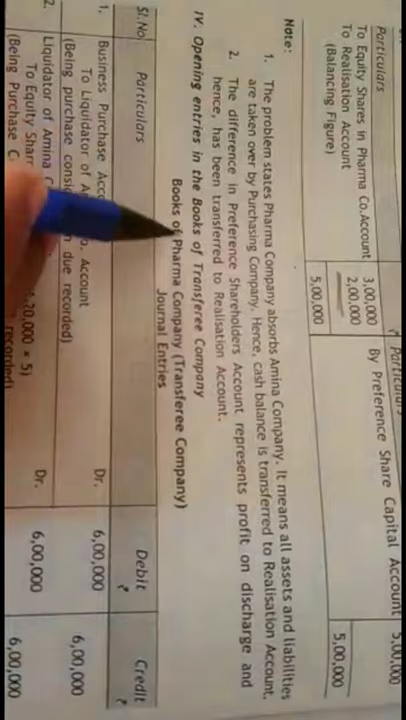 Particulars ₹ Particulars
To Equity Shares in Pharma Co.Account 3,00,000 By Preference Share Capital Account 5,00,000
To Realisation Account 2,00,000
(Balancing Figure)
5,00,000 5,00,000
Note:
1. The problem states Pharma Company absorbs Amina Company. It means all assets and liabilities
are taken over by Purchasing Company. Hence, cash balance is transferred to Realisation Account.
2. The difference in Preference Shareholders Account represents profit on discharge and
hence, has been transferred to Realisation Account.
IV. Opening entries in the Books of Transferee Company
Books of Pharma Company (Transferee Company)
Journal Entries
Sl.No Particulars Debit ₹ Credit ₹
1. Business Purchase Dr. 6,00,000
To Liquidator of Account 6,00,000
(Being purchase due recorded)
2. Liquidator of Amina Dr. 6,00,000
To Equity × 5) 6,00,000
(Being Purchase recorded)